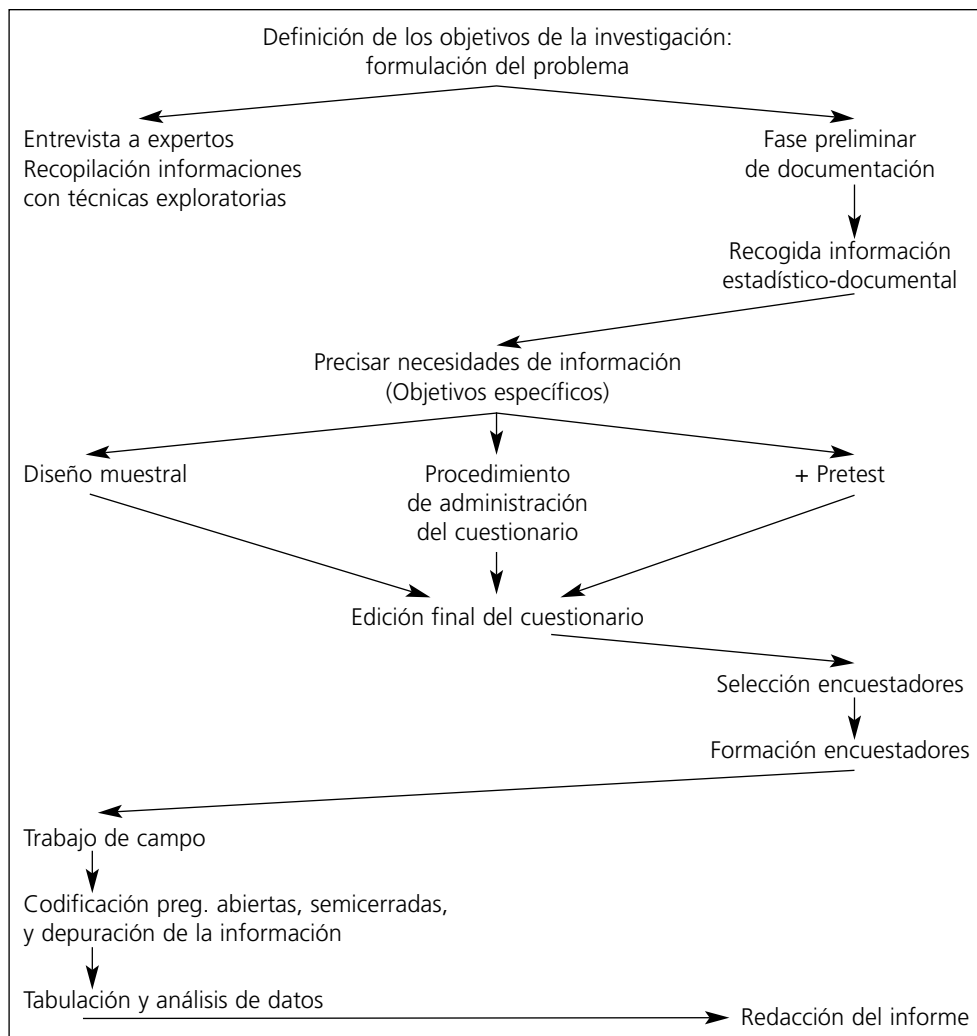 Definición de los objetivos de la investigación:
formulación del problema
Entrevista a expertos
Recopilación informaciones
con técnicas exploratorias
Fase preliminar
de documentación
Recogida información
estadístico-documental
Precisar necesidades de información
(Objetivos específicos)
Diseño muestral
Procedimiento
de administración
del cuestionario
+ Pretest
Edición final del cuestionario
Selección encuestadores
Formación encuestadores
Trabajo de campo
Codificación preg. abiertas, semicerradas,
y depuración de la información
Tabulación y análisis de datos
Redacción del informe